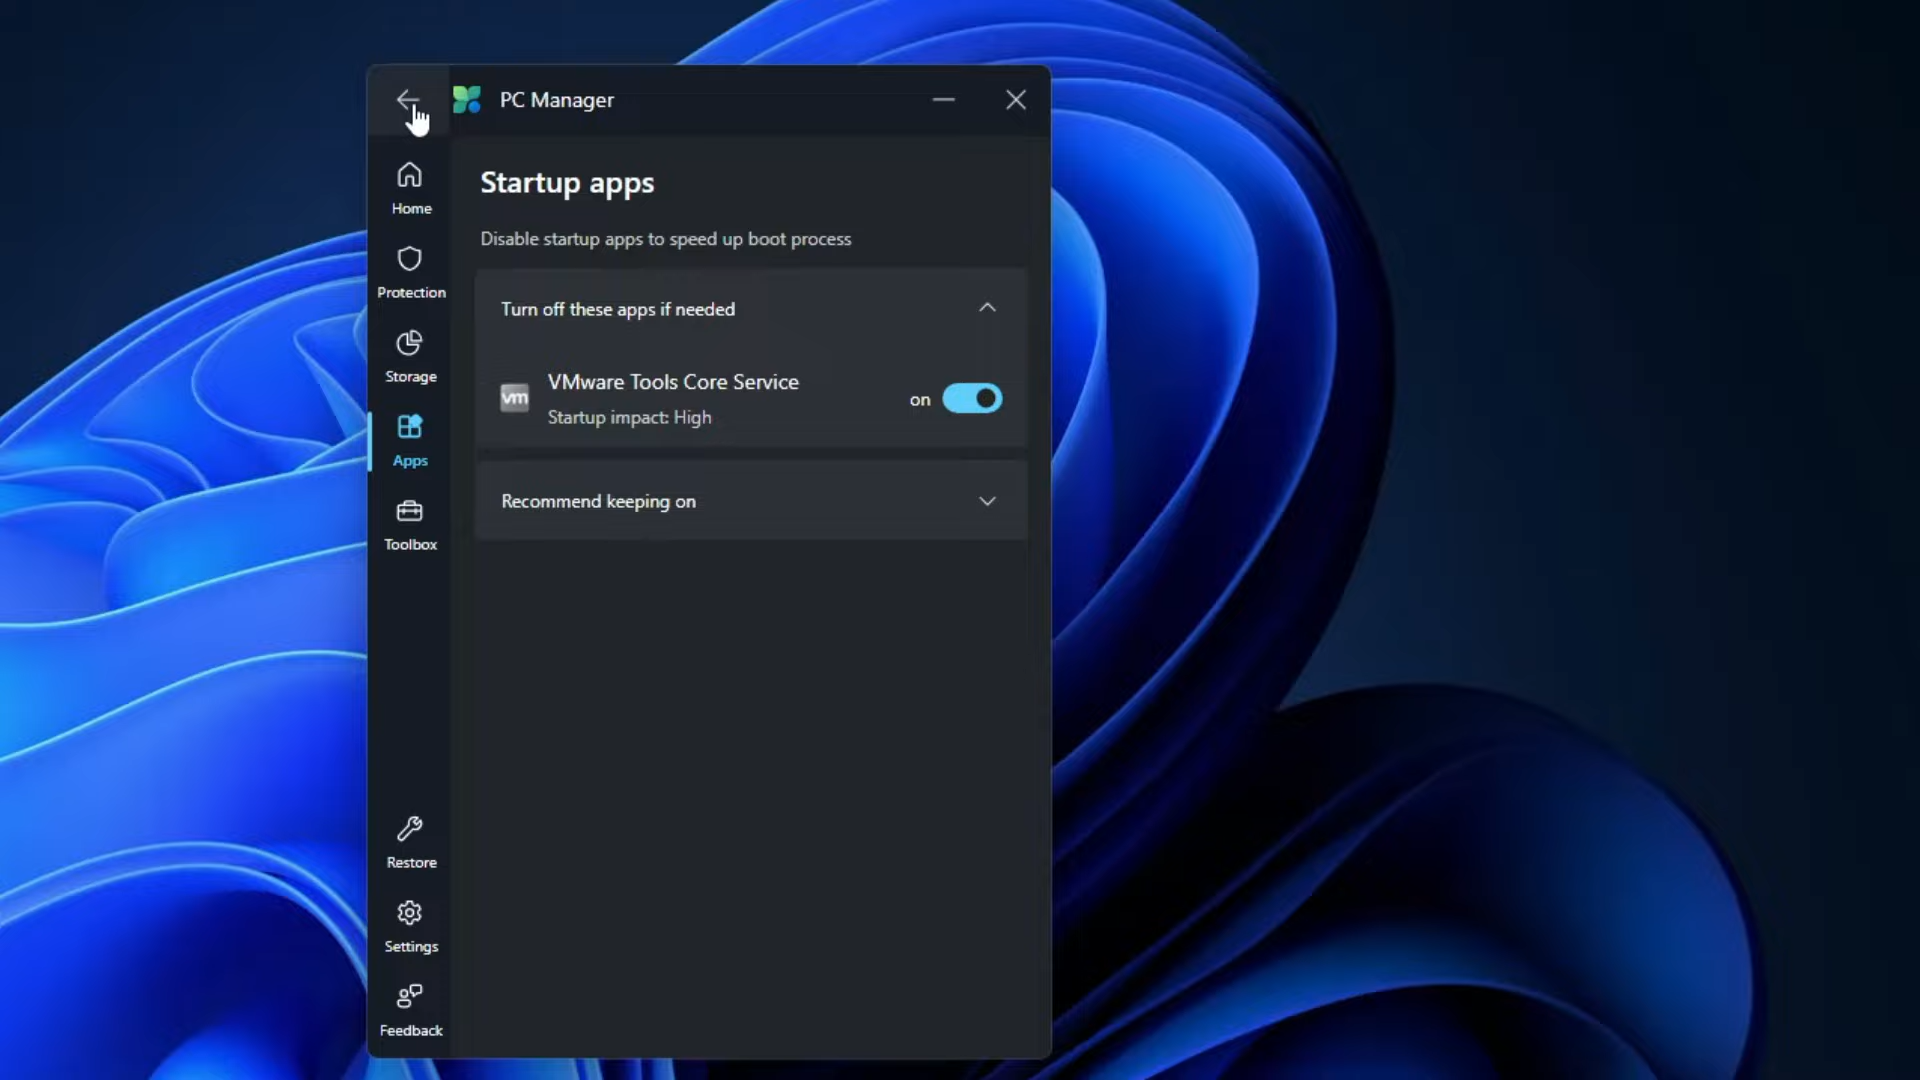 PC Manager
Home
Protection
Storage
Apps
Toolbox
Restore
Settings
Feedback
Startup apps
Disable startup apps to speed up boot process
Turn off these apps if needed
vm
VMware Tools Core Service
on
Startup impact: High
Recommend keeping on